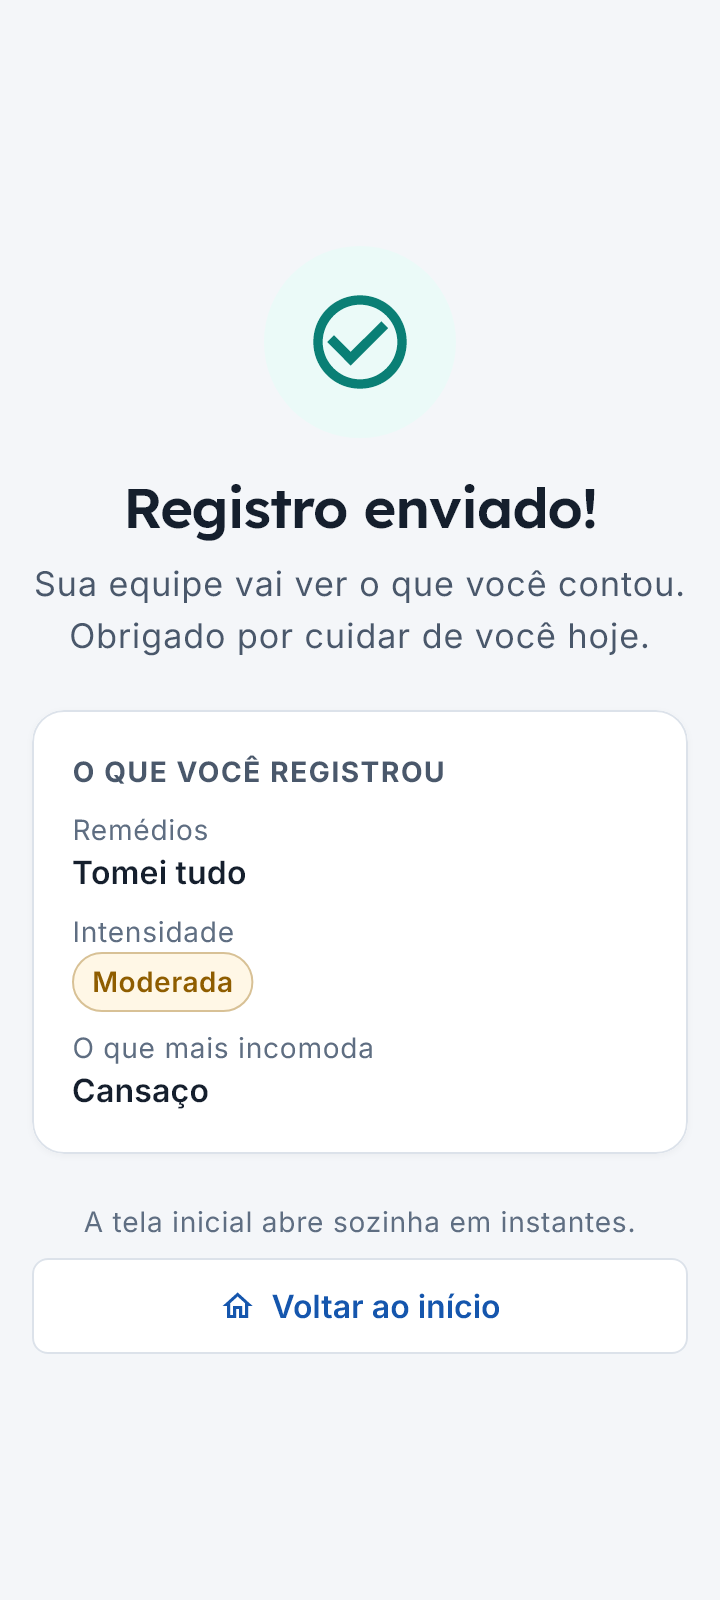 Registro enviado!
Sua equipe vai ver o que você contou.
Obrigado por cuidar de você hoje.
O QUE VOCÊ REGISTROU
Remédios
Tomei tudo
Intensidade
Moderada
O que mais incomoda
Cansaço
A tela inicial abre sozinha em instantes.
Voltar ao início